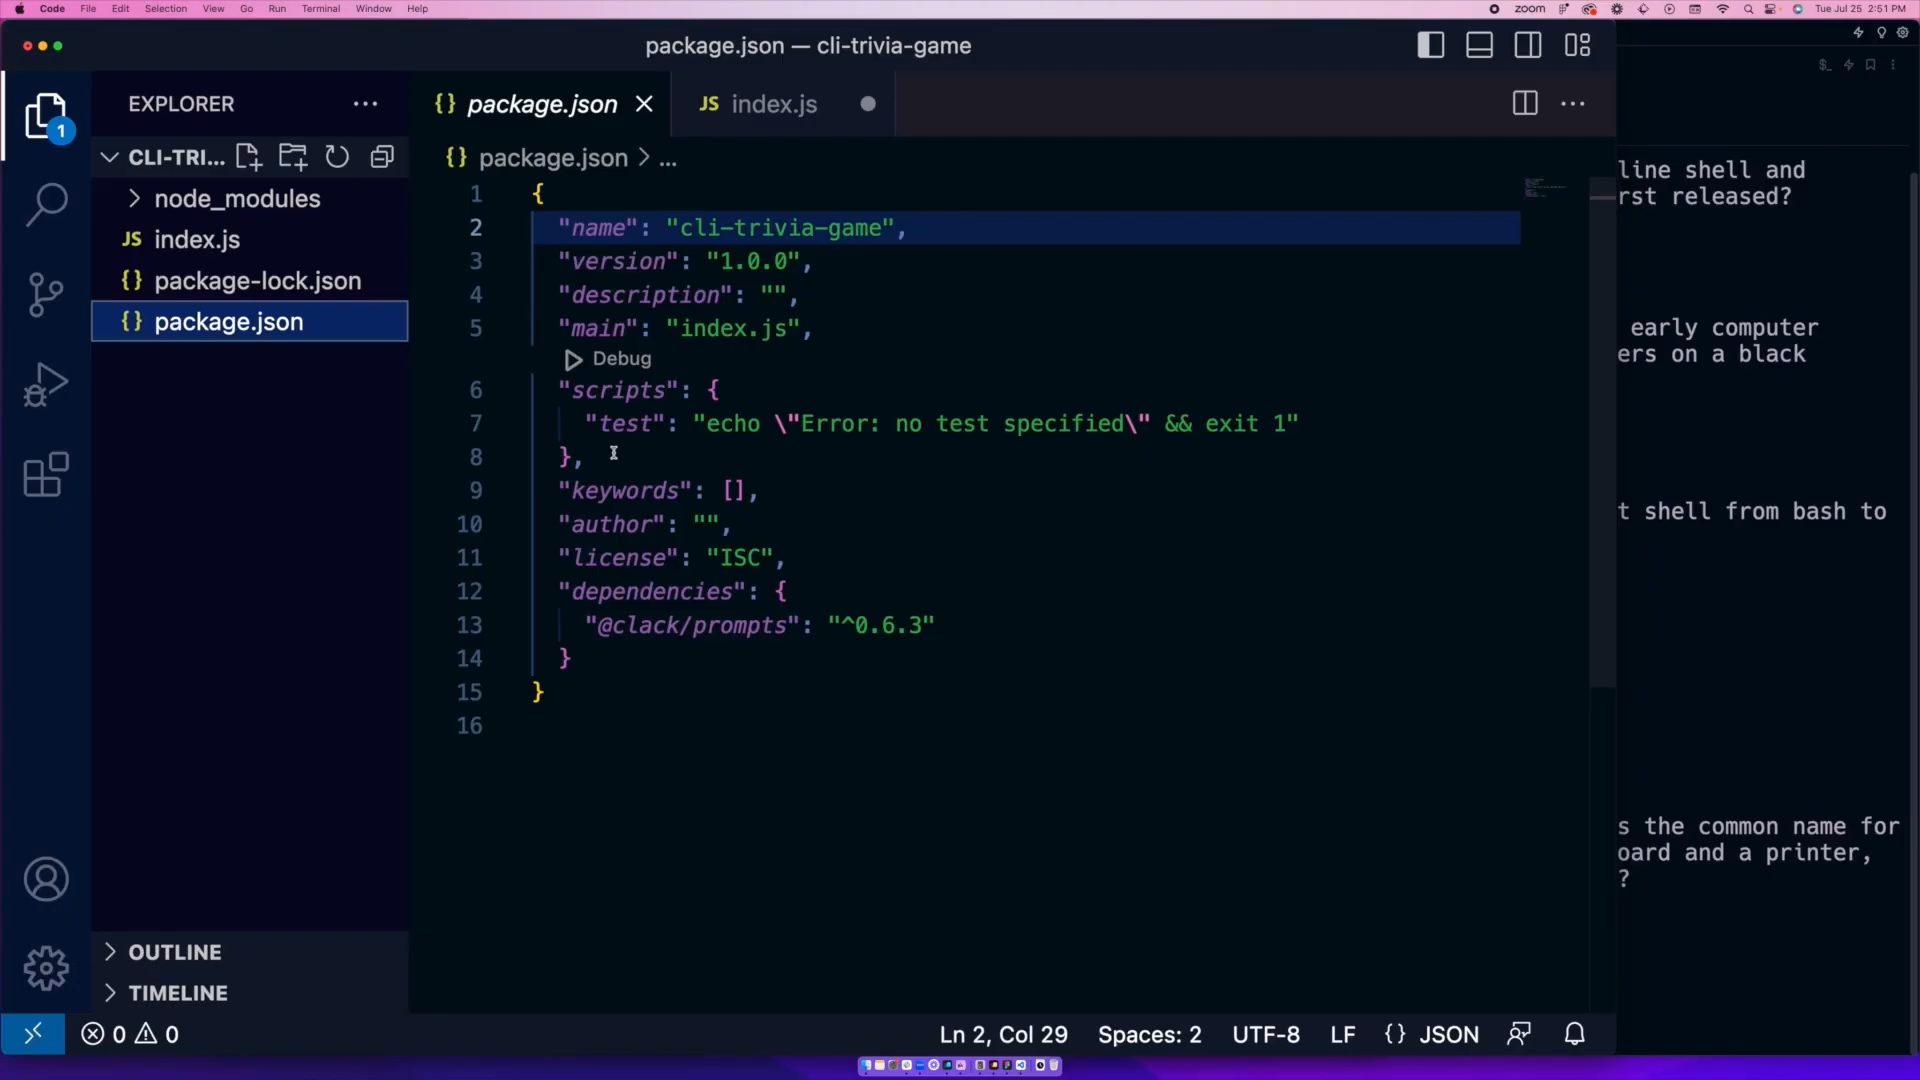 Code File Edit Selection View Go Run Terminal Window Help
zoom Tue Jul 25 2:51 PM
package.json — cli-trivia-game
EXPLORER
CLI-TRI...
node_modules
JS index.js
{} package-lock.json
{} package.json
OUTLINE
TIMELINE
1
{} package.json
JS index.js
{} package.json > ...
1 {
2 "name": "cli-trivia-game",
3 "version": "1.0.0",
4 "description": "",
5 "main": "index.js",
Debug
6 "scripts": {
7 "test": "echo \"Error: no test specified\" && exit 1"
8 },
9 "keywords": [],
10 "author": "",
11 "license": "ISC",
12 "dependencies": {
13 "@clack/prompts": "^0.6.3"
14 }
15 }
16
line shell and
rst released?
early computer
ers on a black
t shell from bash to
s the common name for
oard and a printer,
?
0 0
Ln 2, Col 29 Spaces: 2 UTF-8 LF {} JSON